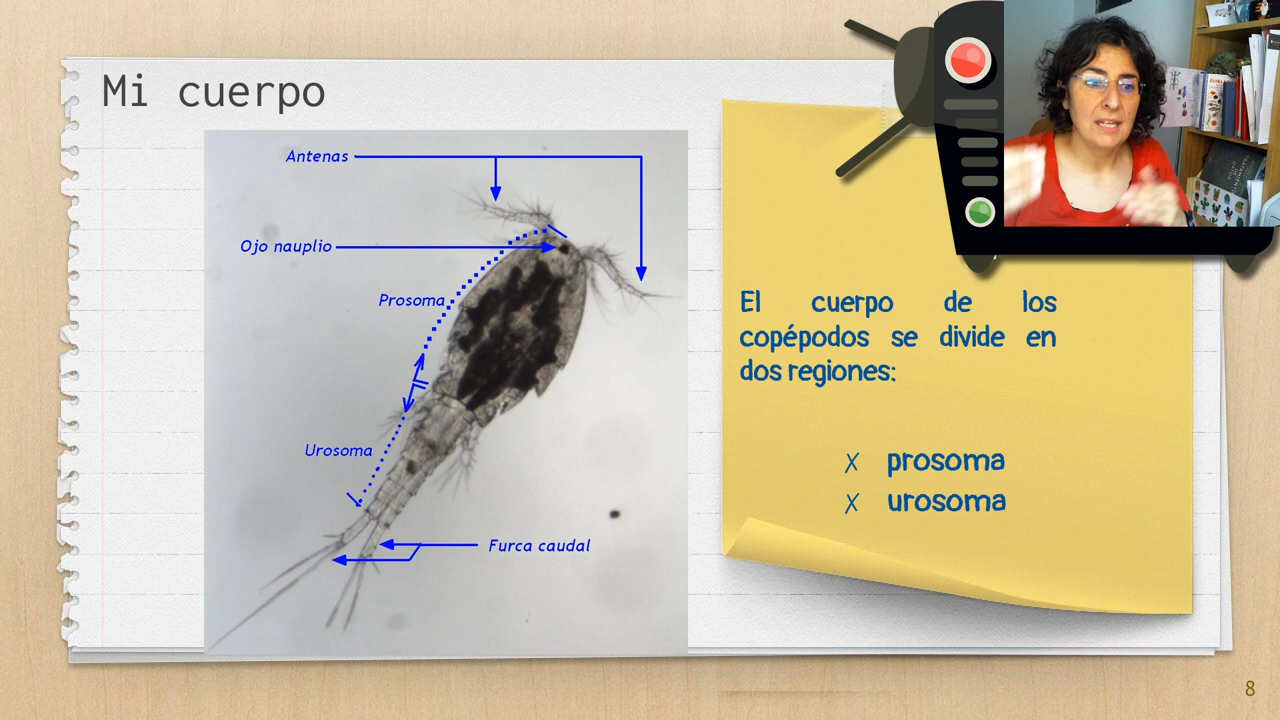 Mi cuerpo
Antenas
Ojo nauplio
Prosoma
Urosoma
Furca caudal
El cuerpo de los
copépodos se divide en
dos regiones:
x prosoma
x urosoma
8